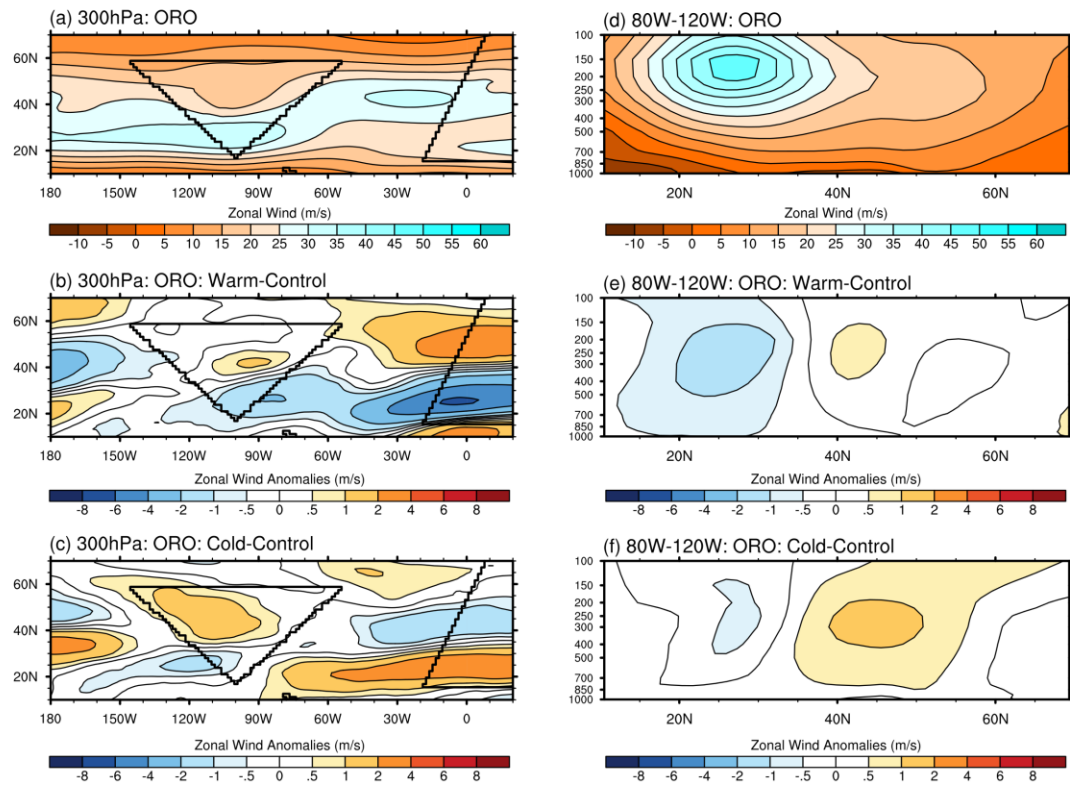 (a) 300hPa: ORO
60N
40N
20N
180 150W 120W 90W 60W 30W 0
Zonal Wind (m/s)
-10 -5 0 5 10 15 20 25 30 35 40 45 50 55 60
(b) 300hPa: ORO: Warm-Control
60N
40N
20N
180 150W 120W 90W 60W 30W 0
Zonal Wind Anomalies (m/s)
-8 -6 -4 -2 -1 -.5 0 .5 1 2 4 6 8
(c) 300hPa: ORO: Cold-Control
60N
40N
20N
180 150W 120W 90W 60W 30W 0
Zonal Wind Anomalies (m/s)
-8 -6 -4 -2 -1 -.5 0 .5 1 2 4 6 8
(d) 80W-120W: ORO
100
150
200
250
300
400
500
700
850
1000
20N 40N 60N
Zonal Wind (m/s)
-10 -5 0 5 10 15 20 25 30 35 40 45 55 60
(e) 80W-120W: ORO: Warm-Control
100
150
200
250
300
400
500
700
850
1000
20N 40N 60N
Zonal Wind Anomalies (m/s)
-8 -6 -4 -2 -1 -.5 0 .5 1 2 4 6 8
(f) 80W-120W: ORO: Cold-Control
100
150
200
250
300
400
500
700
850
1000
20N 40N 60N
Zonal Wind Anomalies (m/s)
-8 -6 -4 -2 -1 -.5 0 .5 1 2 4 6 8